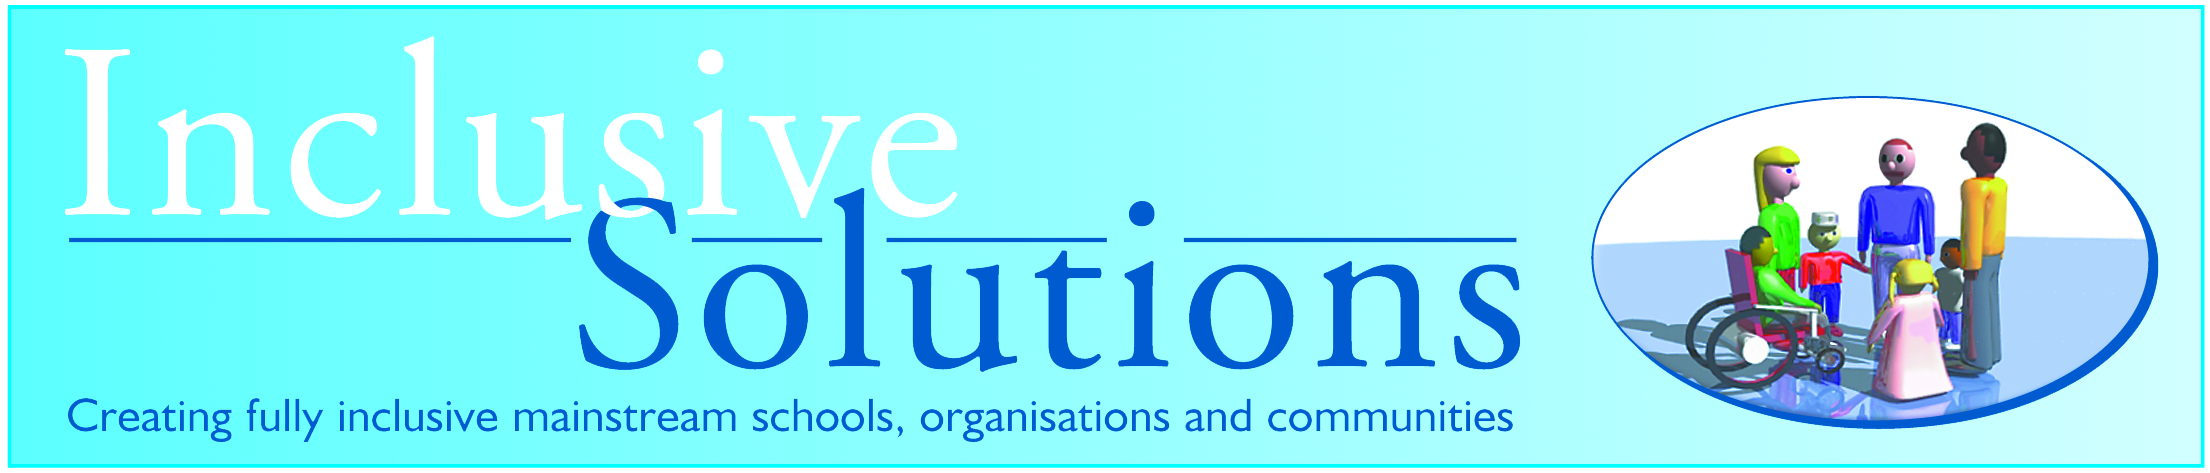 Inclusive
Solutions
Creating fully inclusive mainstream schools, organisations and communities